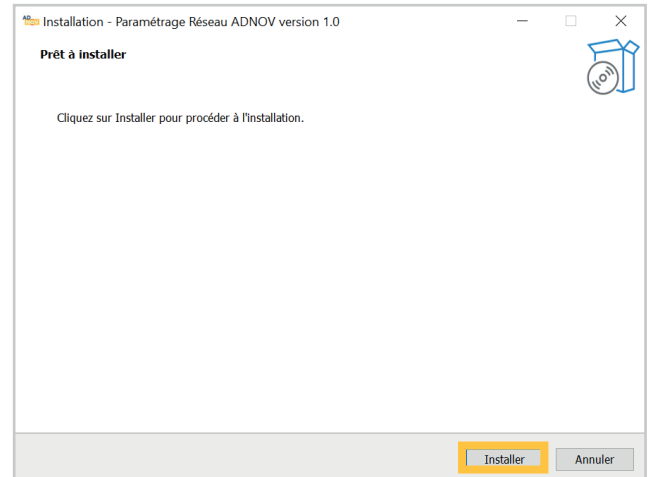 Installation - Paramétrage Réseau ADNOV version 1.0
Prêt à installer
Cliquez sur Installer pour procéder à l'installation.
Installer
Annuler